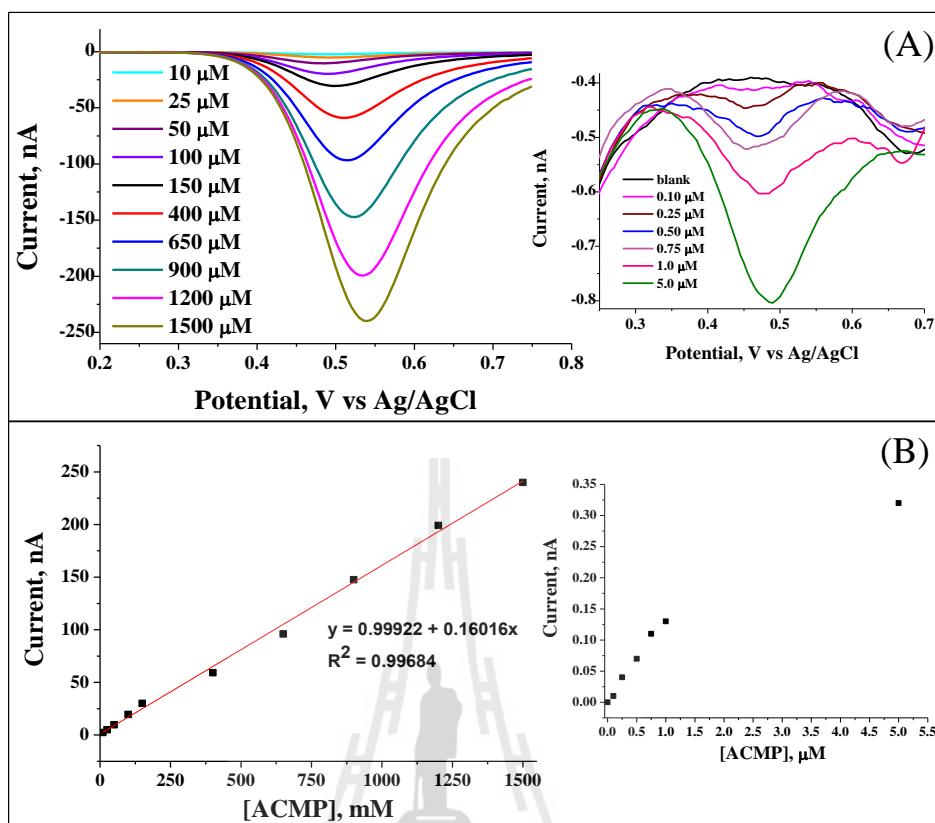 (A)
0
-50
-100
-150
-200
-250
Current, nA
10 µM
25 µM
50 µM
100 µM
150 µM
400 µM
650 µM
900 µM
1200 µM
1500 µM
0.2 0.3 0.4 0.5 0.6 0.7 0.8
Potential, V vs Ag/AgCl
-0.4
-0.5
-0.6
-0.7
-0.8
Current, nA
blank
0.10 µM
0.25 µM
0.50 µM
0.75 µM
1.0 µM
5.0 µM
0.3 0.4 0.5 0.6 0.7
Potential, V vs Ag/AgCl
(B)
250
200
150
100
50
0
Current, nA
y = 0.99922 + 0.16016x
R² = 0.99684
0 250 500 750 1000 1250 1500
[ACMP], mM
0.35
0.30
0.25
0.20
0.15
0.10
0.05
0.00
Current, nA
0.0 0.5 1.0 1.5 2.0 2.5 3.0 3.5 4.0 4.5 5.0 5.5
[ACMP], µM